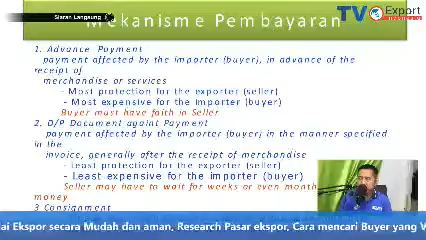 Siaran Langsung
Mekanisme Pembayaran
TV Export
1. Advance Payment
payment affected by the importer (buyer), in advance of the
receipt of
merchandise or services
- Most protection for the exporter (seller)
- Most expensive for the importer (buyer)
Buyer must have faith in Seller
2. D/P Document againt Payment
payment affected by the importer (buyer) in the manner specified
in the
invoice, generally after the receipt of merchandise
- Least protection for the exporter (seller)
- Least expensive for the importer (buyer)
Seller may have to wait for weeks or even month
money
3 Consignment
lai Ekspor secara Mudah dan aman, Research Pasar ekspor, Cara mencari Buyer yang V